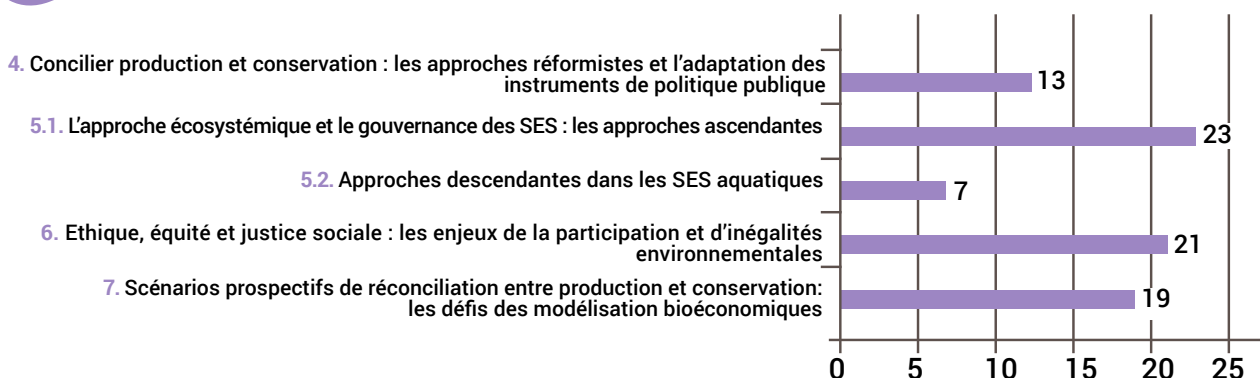 4. Concilier production et conservation : les approches réformistes et l'adaptation des
instruments de politique publique
13
5.1. L'approche écosystémique et le gouvernance des SES : les approches ascendantes
23
5.2. Approches descendantes dans les SES aquatiques
7
6. Ethique, équité et justice sociale : les enjeux de la participation et d'inégalités
environnementales
21
7. Scénarios prospectifs de réconciliation entre production et conservation:
les défis des modélisation bioéconomiques
19
0 5 10 15 20 25